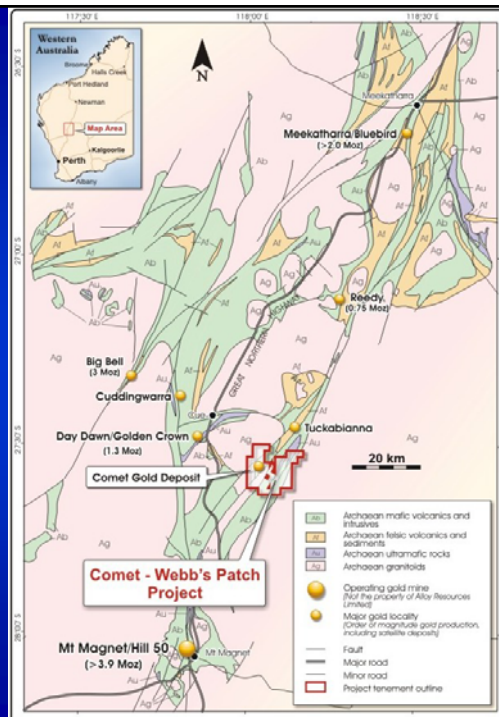 117°30'E
118°00'E
118°30'E
Western
Australia
Broome
Halls Creek
Port Hedland
Newman
Map Area
Kalgoorlie
Perth
Albany
N
26°30'S
27°00'S
27°30'S
28°00'S
Meekatharra
Meekatharra/Bluebird
(>2.0 Moz)
Reedy
(0.75 Moz)
GREAT NORTHERN HIGHWAY
Big Bell
(3 Moz)
Cuddingwarra
Cue
Day Dawn/Golden Crown
(1.3 Moz)
Tuckabianna
Comet Gold Deposit
20 km
Comet - Webb's Patch
Project
Mt Magnet/Hill 50
(>3.9 Moz)
Mt Magnet
Ab Archaean mafic volcanics and
intrusives
Af Archaean felsic volcanics and
sediments
Au Archaean ultramafic rocks
Ag Archaean granitoids
Operating gold mine
(Not the property of Alloy Resources
Limited)
Major gold locality
(Order of magnitude gold production,
including satellite deposits)
Fault
Major road
Minor road
Project tenement outline